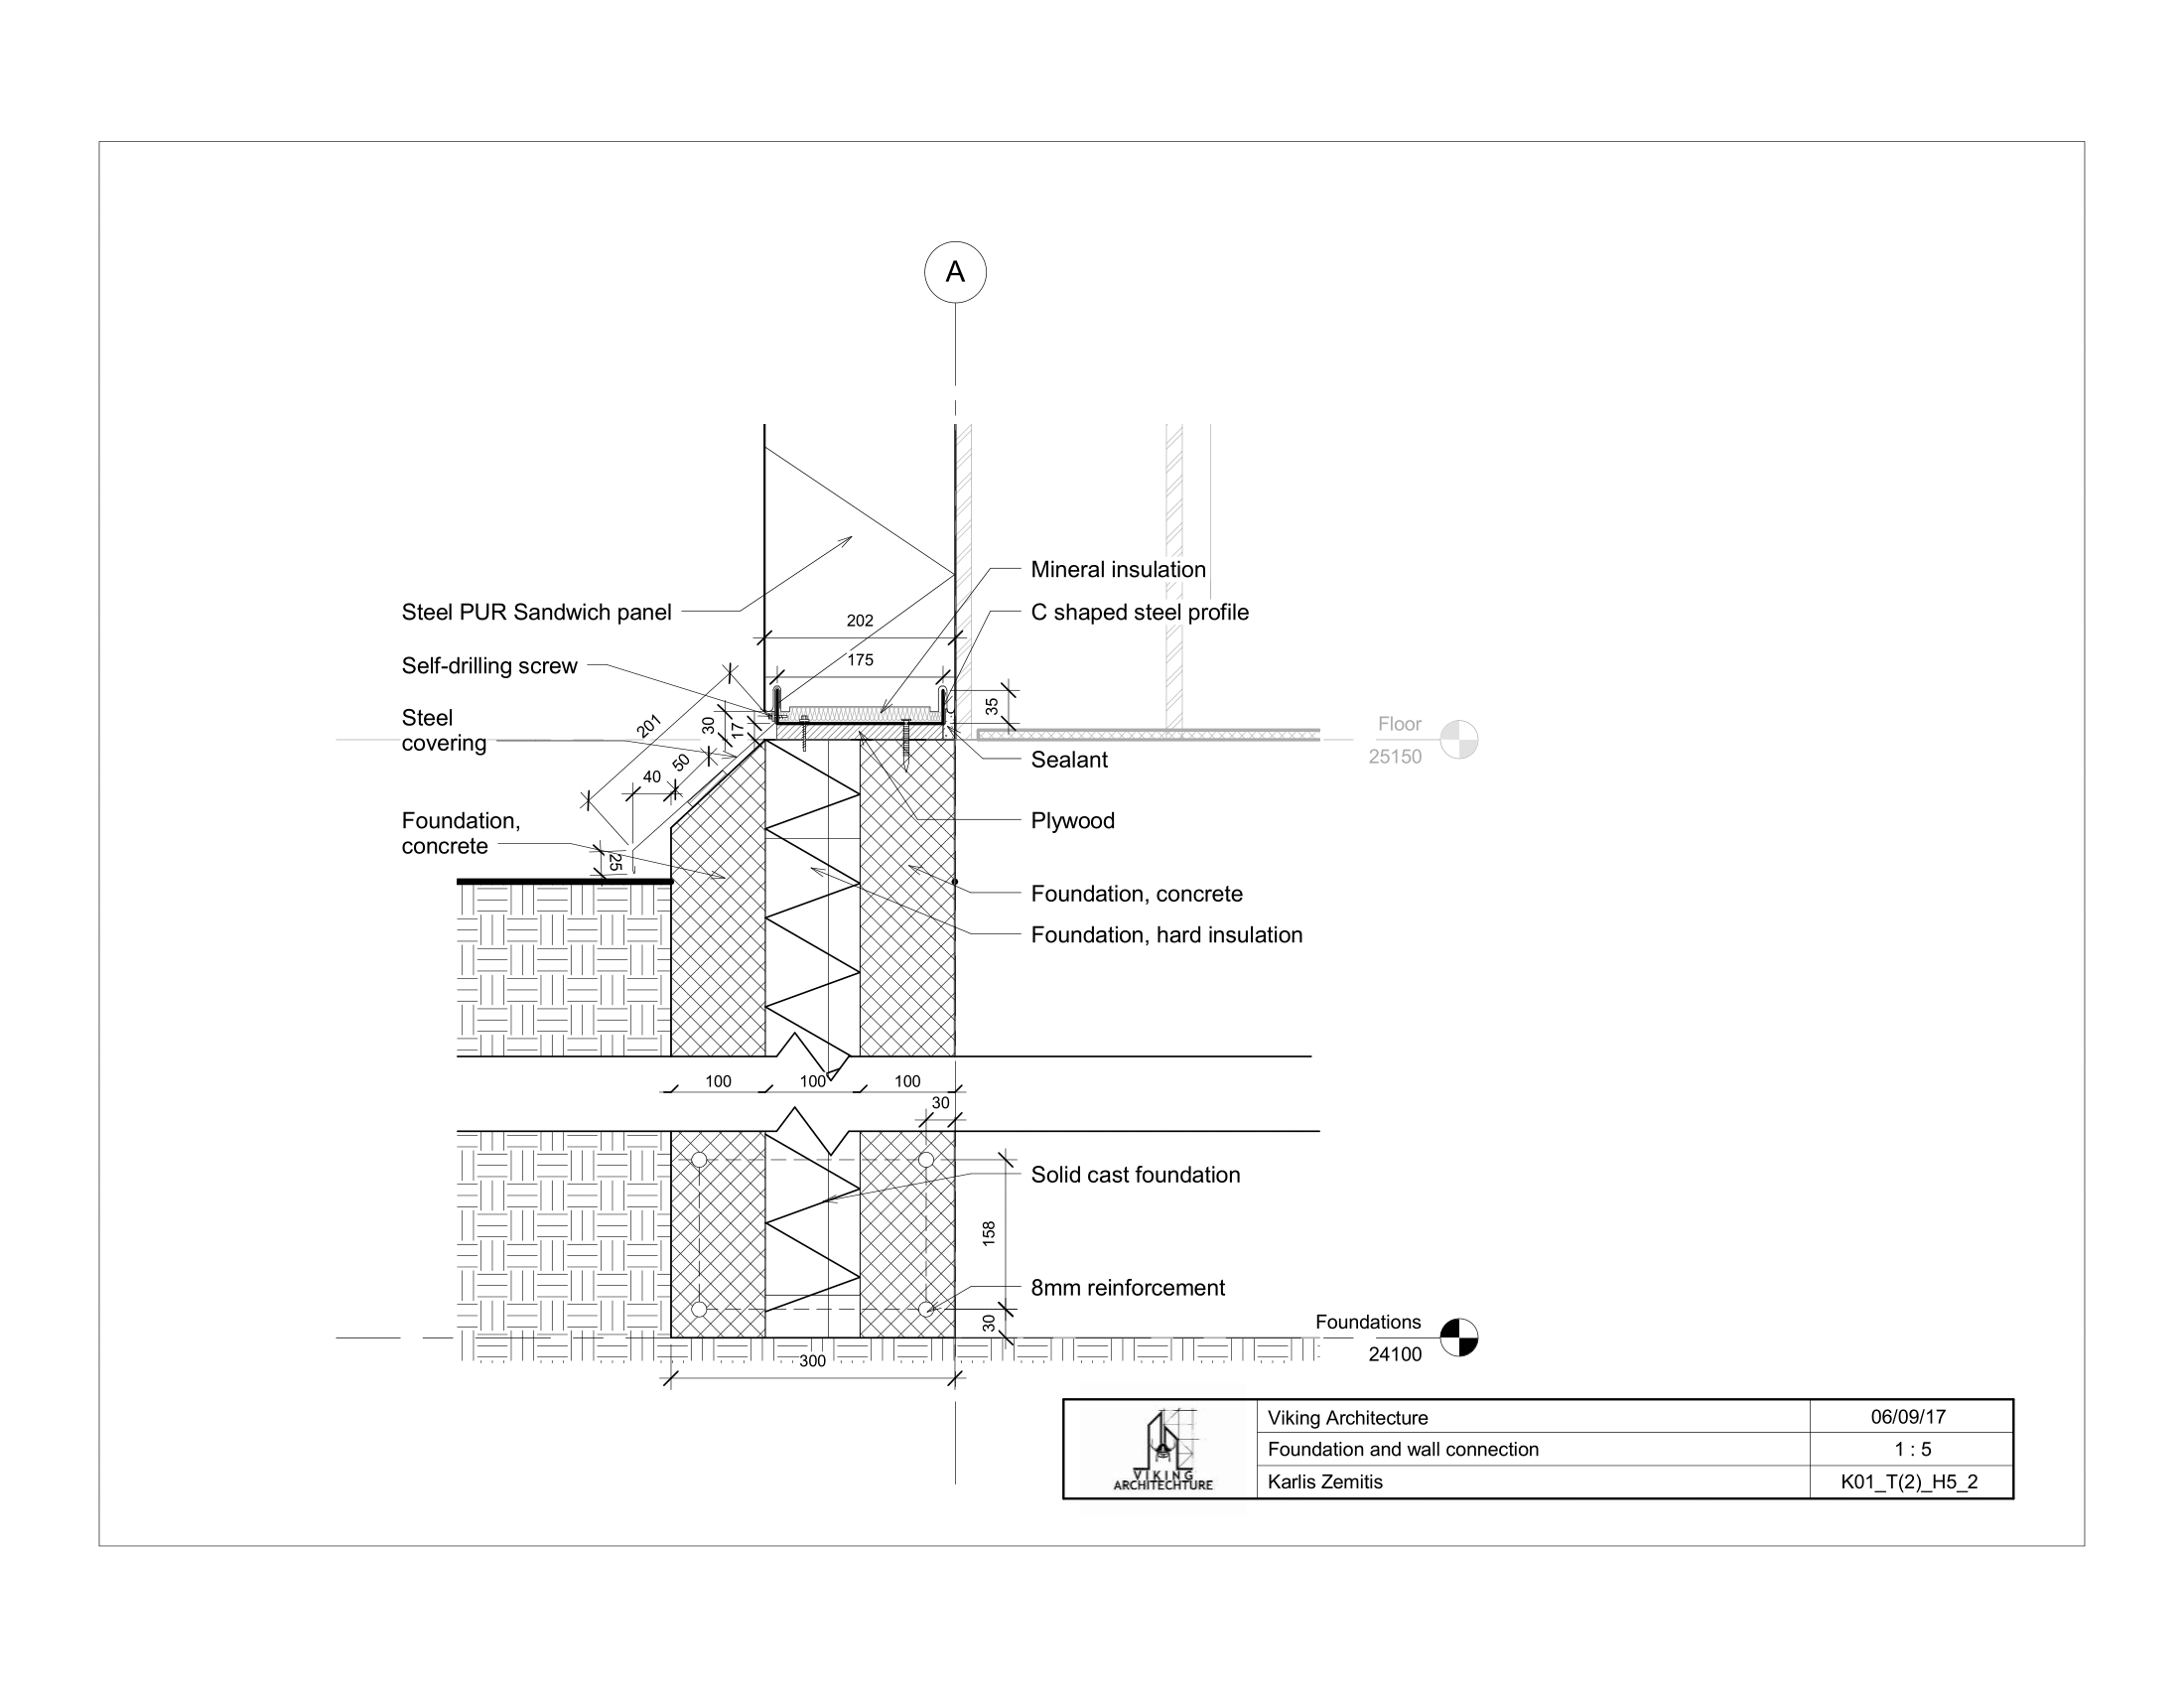 A
Mineral insulation
Steel PUR Sandwich panel
C shaped steel profile
202
175
Self-drilling screw
35
201
30
17
Steel
covering
Floor
25150
Sealant
50
40
Foundation,
concrete
Plywood
25
Foundation, concrete
Foundation, hard insulation
100
100
100
30
Solid cast foundation
158
8mm reinforcement
30
Foundations
24100
300
VIKING
ARCHITECHTURE
Viking Architecture
06/09/17
Foundation and wall connection
1 : 5
Karlis Zemitis
K01_T(2)_H5_2